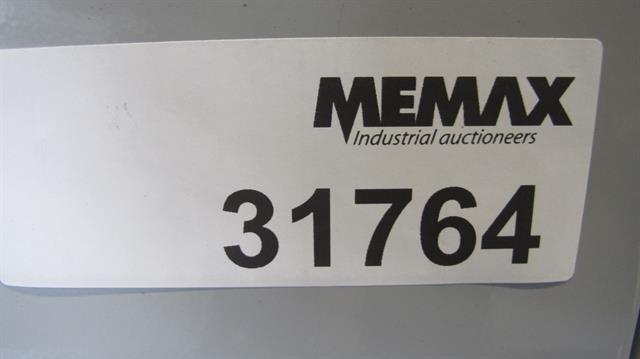 MEMAX
Industrial auctioneers
31764